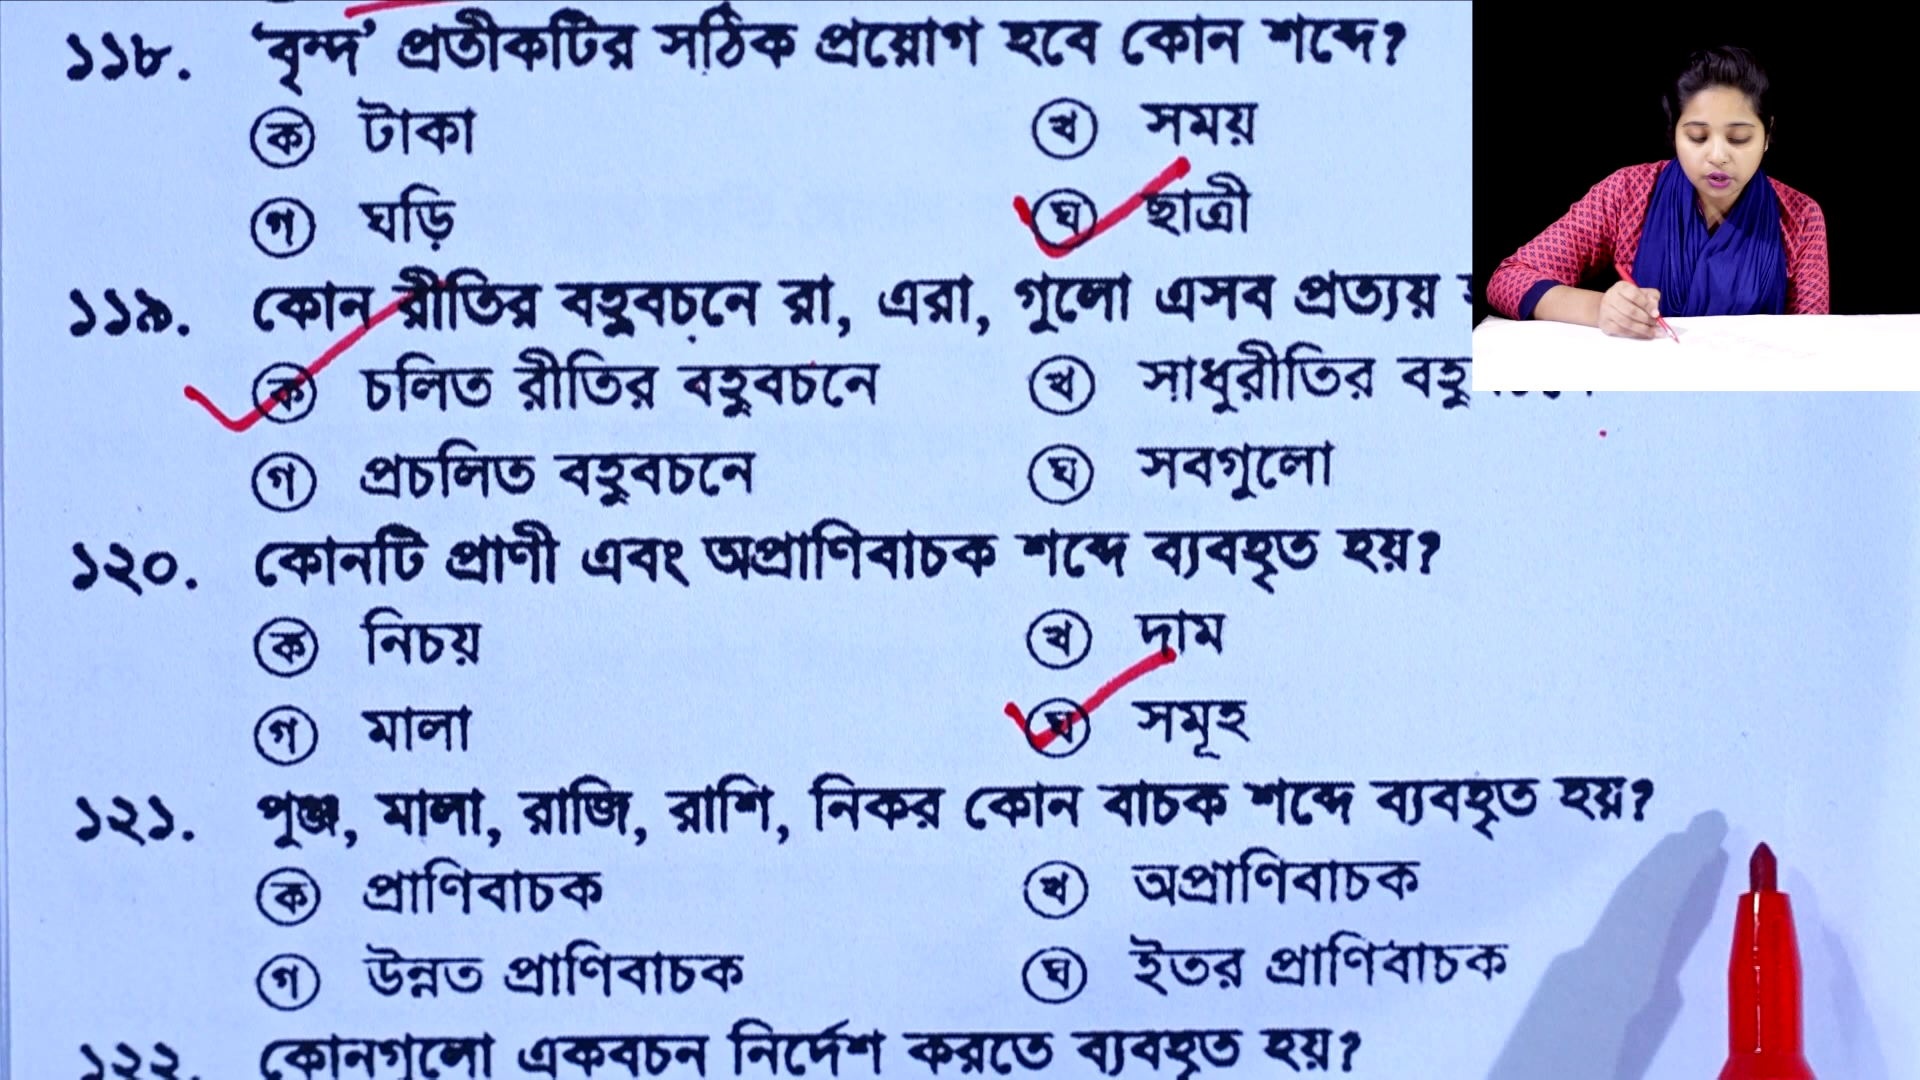 ১১৮. ‘বৃন্দ’ প্রতীকটির সঠিক প্রয়োগ হবে কোন শব্দে?
ক টাকা খ সময়
গ ঘড়ি ঘ ছাত্রী
১১৯. কোন রীতির বহুবচনে রা, এরা, গুলো এসব প্রত্যয়
ক চলিত রীতির বহুবচনে খ সাধুরীতির
গ প্রচলিত বহুবচনে ঘ সবগুলো
১২০. কোনটি প্রাণী এবং অপ্রাণিবাচক শব্দে ব্যবহৃত হয়?
ক নিচয় খ দাম
গ মালা ঘ সমূহ
১২১. পুঞ্জ, মালা, রাজি, রাশি, নিকর কোন বাচক শব্দে ব্যবহৃত হয়?
ক প্রাণিবাচক খ অপ্রাণিবাচক
গ উন্নত প্রাণিবাচক ঘ ইতর প্রাণিবাচক
১২২. কোনগুলো একবচন নির্দেশ করতে ব্যবহৃত হয়?